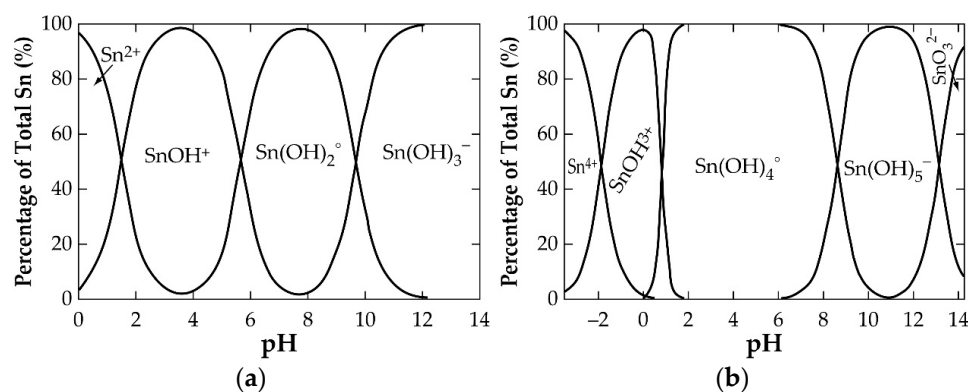 Percentage of Total Sn (%)
100
80
60
40
20
0
Sn²⁺
SnOH⁺
Sn(OH)₂°
Sn(OH)₃⁻
0 2 4 6 8 10 12 14
pH
(a)
Percentage of Total Sn (%)
100
80
60
40
20
0
Sn⁴⁺
SnOH³⁺
Sn(OH)₄°
Sn(OH)₅⁻
SnO₃²⁻
−2 0 2 4 6 8 10 12 14
pH
(b)